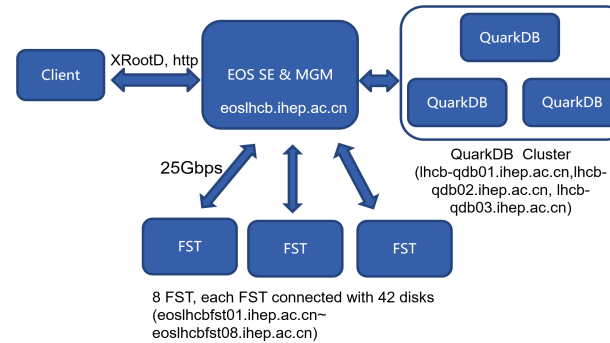 QuarkDB
XRootD, http
Client
EOS SE & MGM
eoslhcb.ihep.ac.cn
QuarkDB
QuarkDB
QuarkDB Cluster
(lhcb-qdb01.ihep.ac.cn,lhcb-
qdb02.ihep.ac.cn, lhcb-
qdb03.ihep.ac.cn)
25Gbps
FST
FST
FST
8 FST, each FST connected with 42 disks
(eoslhcbfst01.ihep.ac.cn~
eoslhcbfst08.ihep.ac.cn)